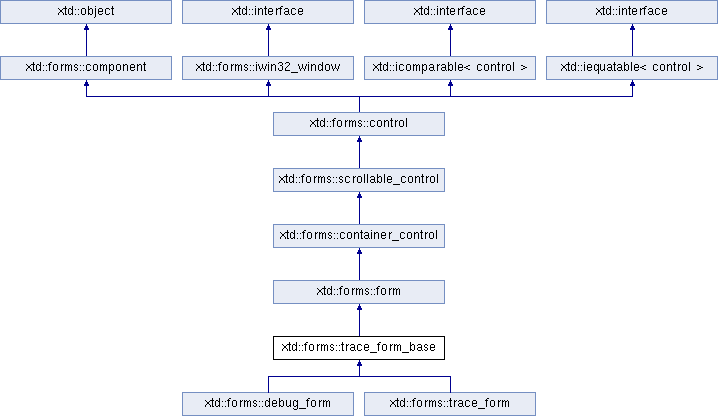 xtd::object
xtd::interface
xtd::interface
xtd::interface
xtd::forms::component
xtd::forms::iwin32_window
xtd::icomparable< control >
xtd::iequatable< control >
xtd::forms::control
xtd::forms::scrollable_control
xtd::forms::container_control
xtd::forms::form
xtd::forms::trace_form_base
xtd::forms::debug_form
xtd::forms::trace_form